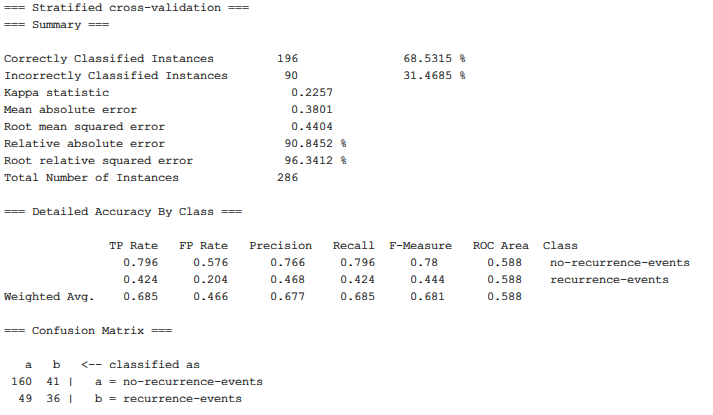 === Stratified cross-validation ===
=== Summary ===
Correctly Classified Instances 196 68.5315 %
Incorrectly Classified Instances 90 31.4685 %
Kappa statistic 0.2257
Mean absolute error 0.3801
Root mean squared error 0.4404
Relative absolute error 90.8452 %
Root relative squared error 96.3412 %
Total Number of Instances 286
=== Detailed Accuracy By Class ===
TP Rate FP Rate Precision Recall F-Measure ROC Area Class
0.796 0.576 0.766 0.796 0.78 0.588 no-recurrence-events
0.424 0.204 0.468 0.424 0.444 0.588 recurrence-events
Weighted Avg. 0.685 0.466 0.677 0.685 0.681 0.588
=== Confusion Matrix ===
a b <-- classified as
160 41 | a = no-recurrence-events
49 36 | b = recurrence-events